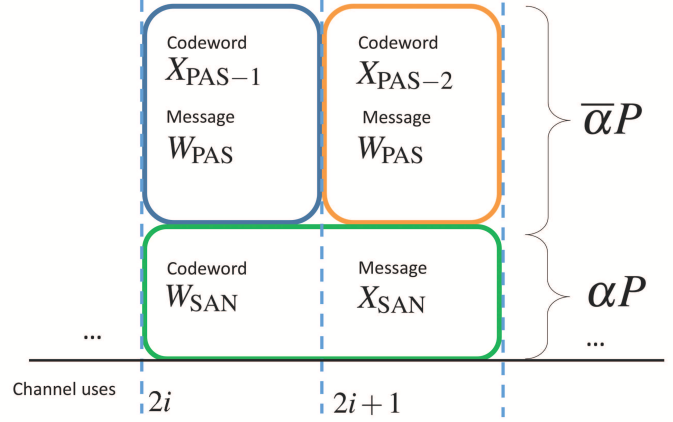 Codeword
X_PAS−1
Message
W_PAS
Codeword
X_PAS−2
Message
W_PAS
α̅P
Codeword
W_SAN
Message
X_SAN
αP
...
...
Channel uses
2i
2i + 1